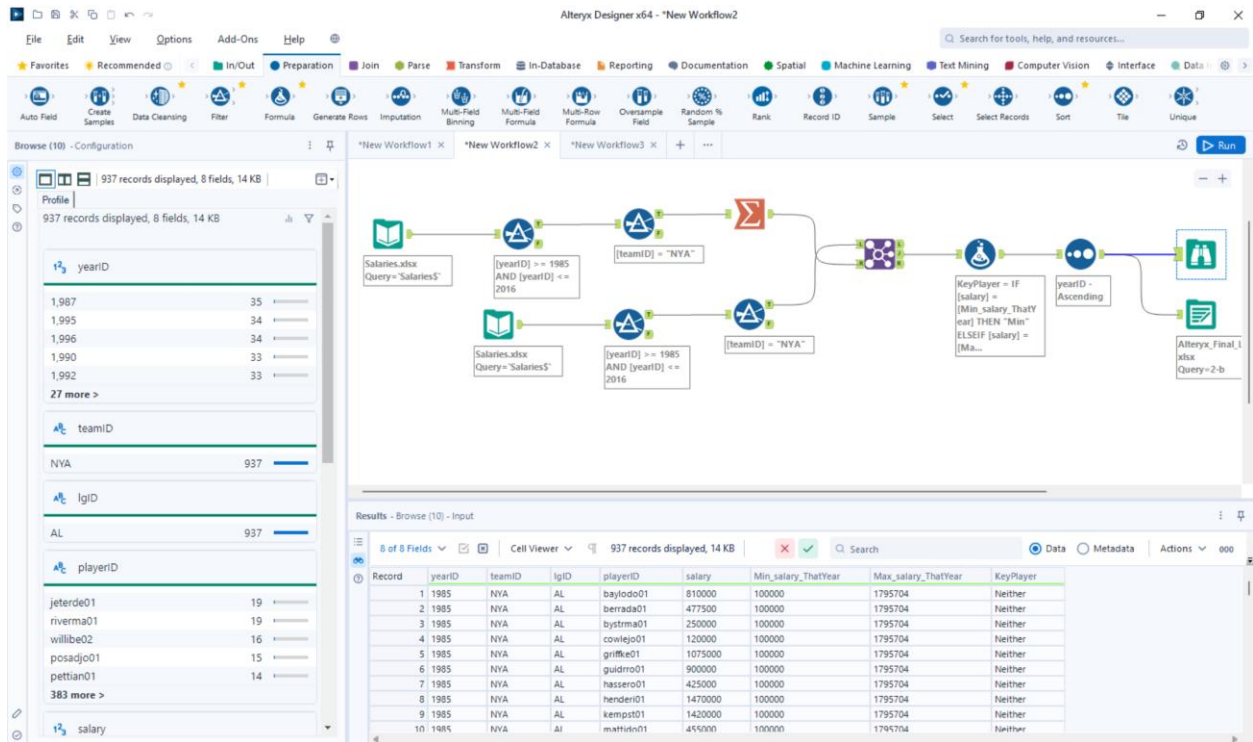 Alteryx Designer x64 - *New Workflow2
File Edit View Options Add-Ons Help
Search for tools, help, and resources...
Favorites Recommended In/Out Preparation Join Parse Transform In-Database Reporting Documentation Spatial Machine Learning Text Mining Computer Vision Interface Data
Auto Field Create Samples Data Cleansing Filter Formula Generate Rows Imputation Multi-Field Binning Multi-Field Formula Multi-Row Formula Oversample Field Random % Sample Rank Record ID Sample Select Select Records Sort Tile Unique
Browse (10) - Configuration
*New Workflow1 × *New Workflow2 × *New Workflow3 × + ···
Run
937 records displayed, 8 fields, 14 KB
Profile
937 records displayed, 8 fields, 14 KB
yearID
1,987 35
1,995 34
1,996 34
1,990 33
1,992 33
27 more >
teamID
NYA 937
lgID
AL 937
playerID
jeterde01 19
riverma01 19
willibe02 16
posadjo01 15
pettian01 14
383 more >
salary
Salaries.xlsx
Query=`Salaries$`
[yearID] >= 1985
AND [yearID] <=
2016
[teamID] = "NYA"
Salaries.xlsx
Query=`Salaries$`
[yearID] >= 1985
AND [yearID] <=
2016
[teamID] = "NYA"
KeyPlayer = IF
[salary] =
[Min_salary_ThatY
ear] THEN "Min"
ELSEIF [salary] =
[Ma...
yearID -
Ascending
Alteryx_Final_
xlsx
Query=2-b
Results - Browse (10) - Input
8 of 8 Fields Cell Viewer 937 records displayed, 14 KB Search Data Metadata Actions 000
Record yearID teamID lgID playerID salary Min_salary_ThatYear Max_salary_ThatYear KeyPlayer
1 1985 NYA AL baylodo01 810000 100000 1795704 Neither
2 1985 NYA AL berrada01 477500 100000 1795704 Neither
3 1985 NYA AL bystrma01 250000 100000 1795704 Neither
4 1985 NYA AL cowlejo01 120000 100000 1795704 Neither
5 1985 NYA AL griffke01 1075000 100000 1795704 Neither
6 1985 NYA AL guidrro01 900000 100000 1795704 Neither
7 1985 NYA AL hassero01 425000 100000 1795704 Neither
8 1985 NYA AL henderi01 1470000 100000 1795704 Neither
9 1985 NYA AL kempst01 1420000 100000 1795704 Neither
10 1985 NYA AL mattido01 455000 100000 1795704 Neither